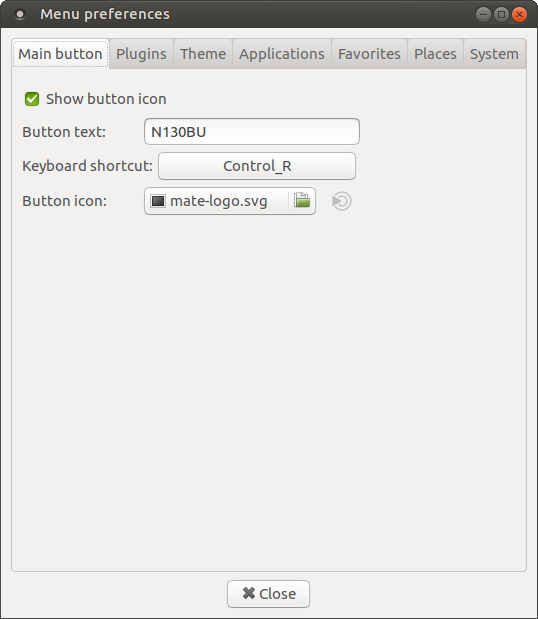 Menu preferences
Main button Plugins Theme Applications Favorites Places System
Show button icon
Button text: N130BU
Keyboard shortcut: Control_R
Button icon: mate-logo.svg
Close